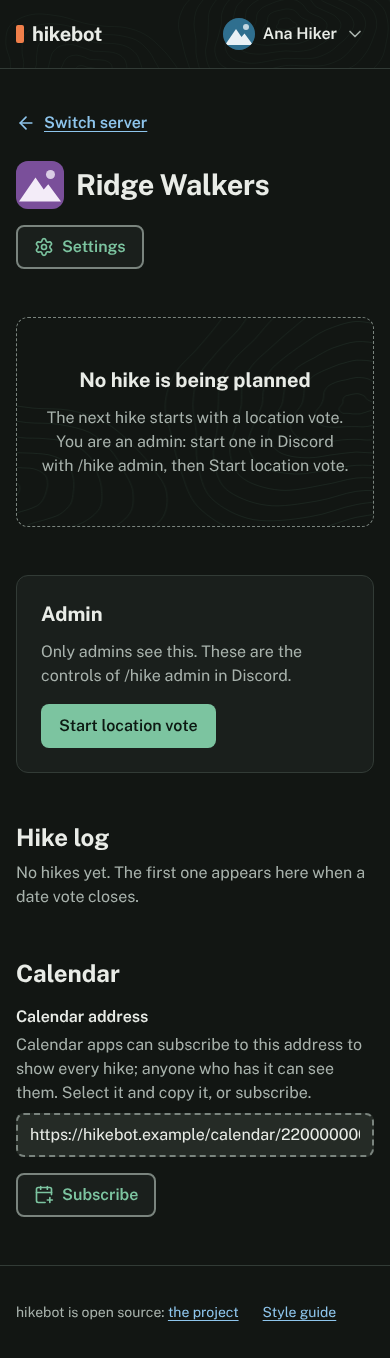 hikebot
Ana Hiker
Switch server
Ridge Walkers
Settings
No hike is being planned
The next hike starts with a location vote.
You are an admin: start one in Discord
with /hike admin, then Start location vote.
Admin
Only admins see this. These are the
controls of /hike admin in Discord.
Start location vote
Hike log
No hikes yet. The first one appears here when a
date vote closes.
Calendar
Calendar address
Calendar apps can subscribe to this address to
show every hike; anyone who has it can see
them. Select it and copy it, or subscribe.
https://hikebot.example/calendar/22000000
Subscribe
hikebot is open source: the project
Style guide